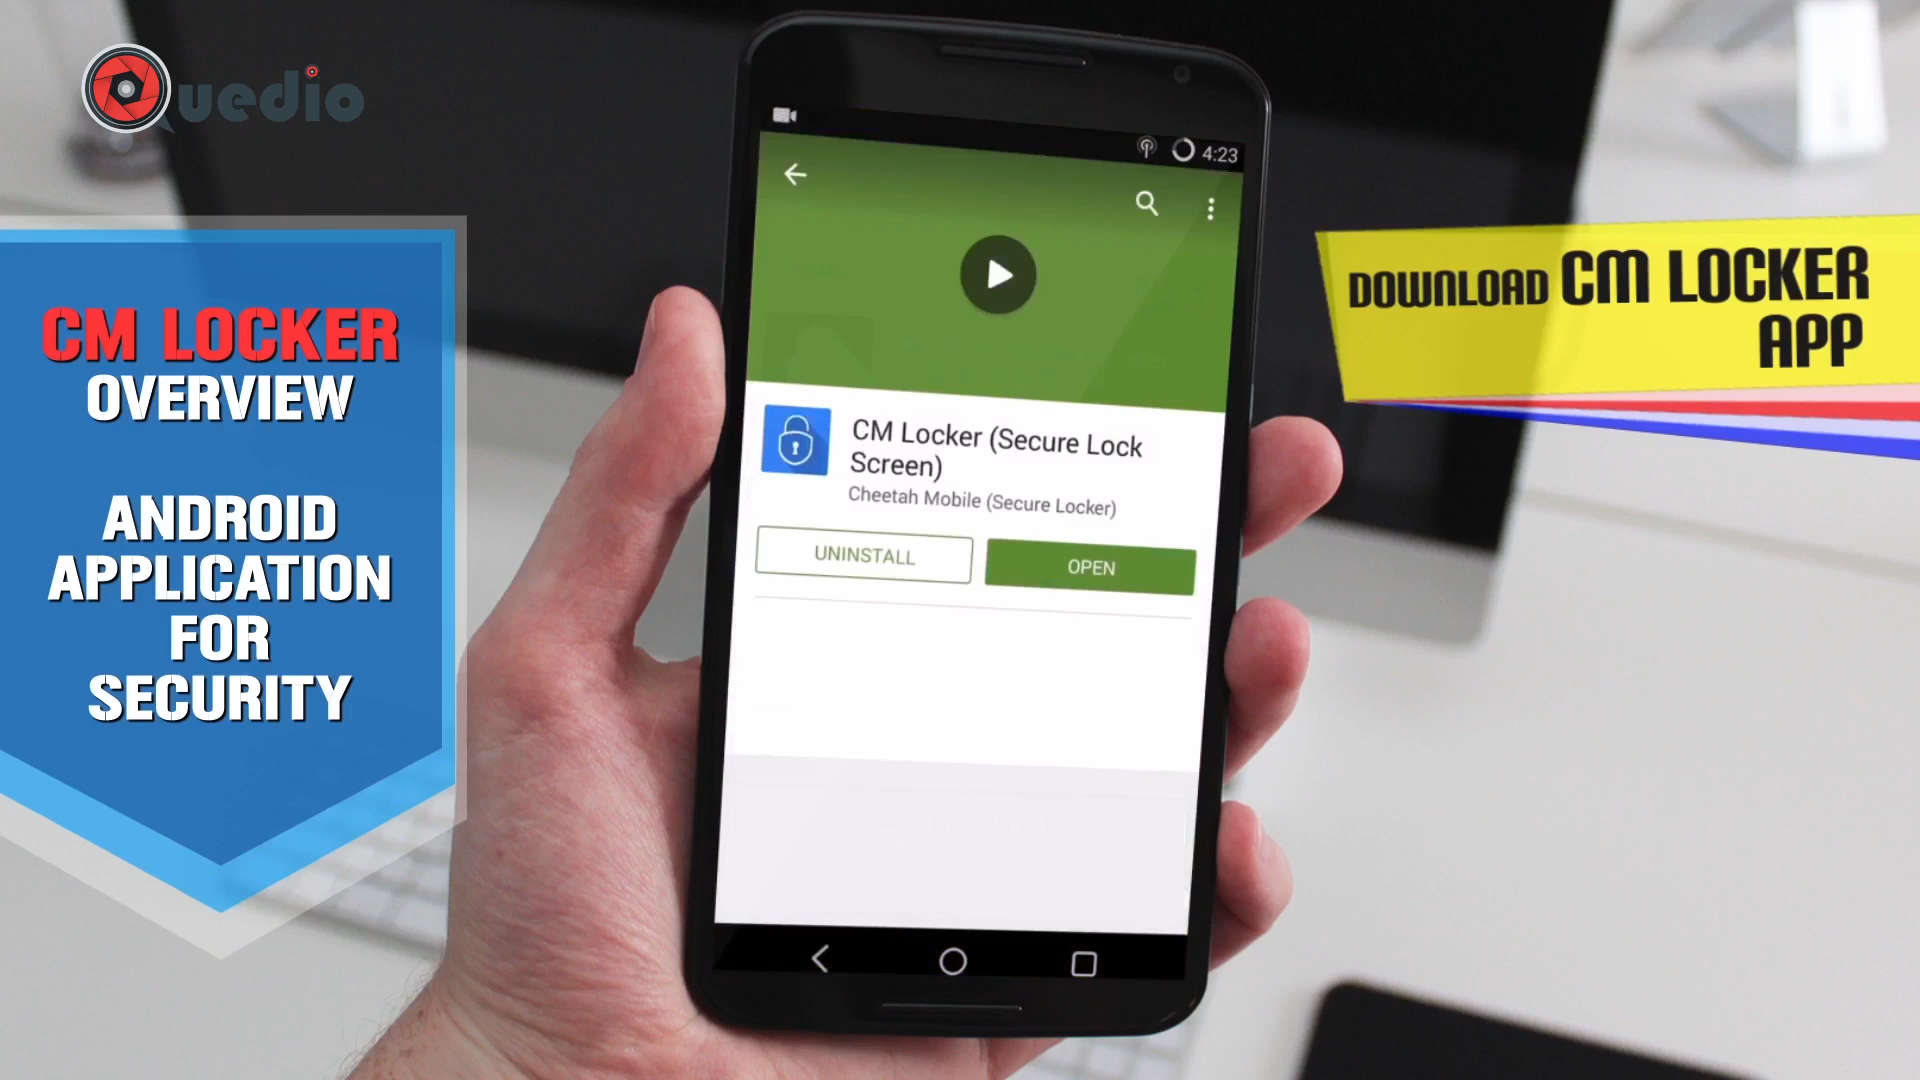 Quedio
CM LOCKER
OVERVIEW
ANDROID
APPLICATION
FOR
SECURITY
4:23
CM Locker (Secure Lock
Screen)
Cheetah Mobile (Secure Locker)
UNINSTALL
OPEN
DOWNLOAD CM LOCKER
APP